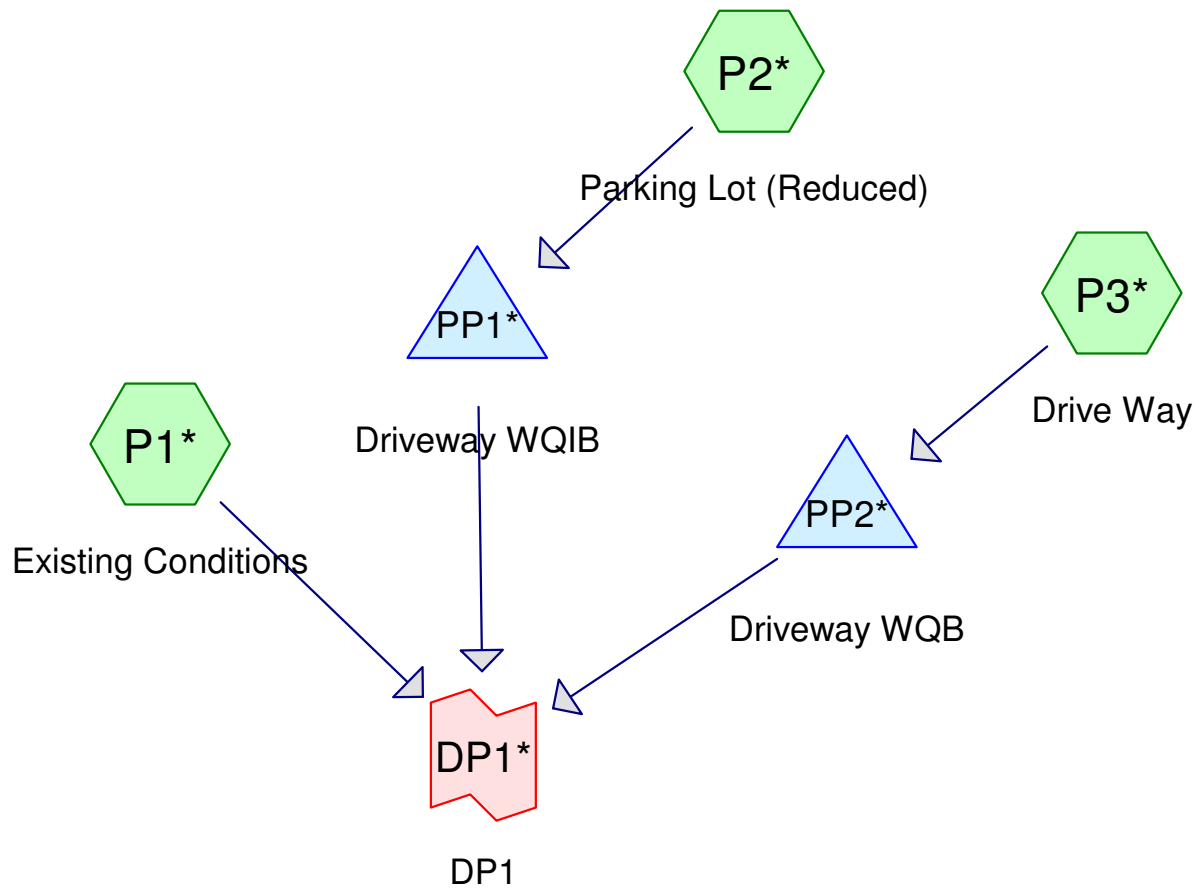 P2*
Parking Lot (Reduced)
P3*
PP1*
Drive Way
P1*
Driveway WQIB
PP2*
Existing Conditions
Driveway WQB
DP1*
DP1